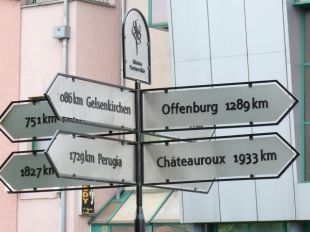 086 km Gelsenkirchen
Offenburg 1289 km
751 km
1729 km Perugia
Châteauroux 1933 km
1827 km